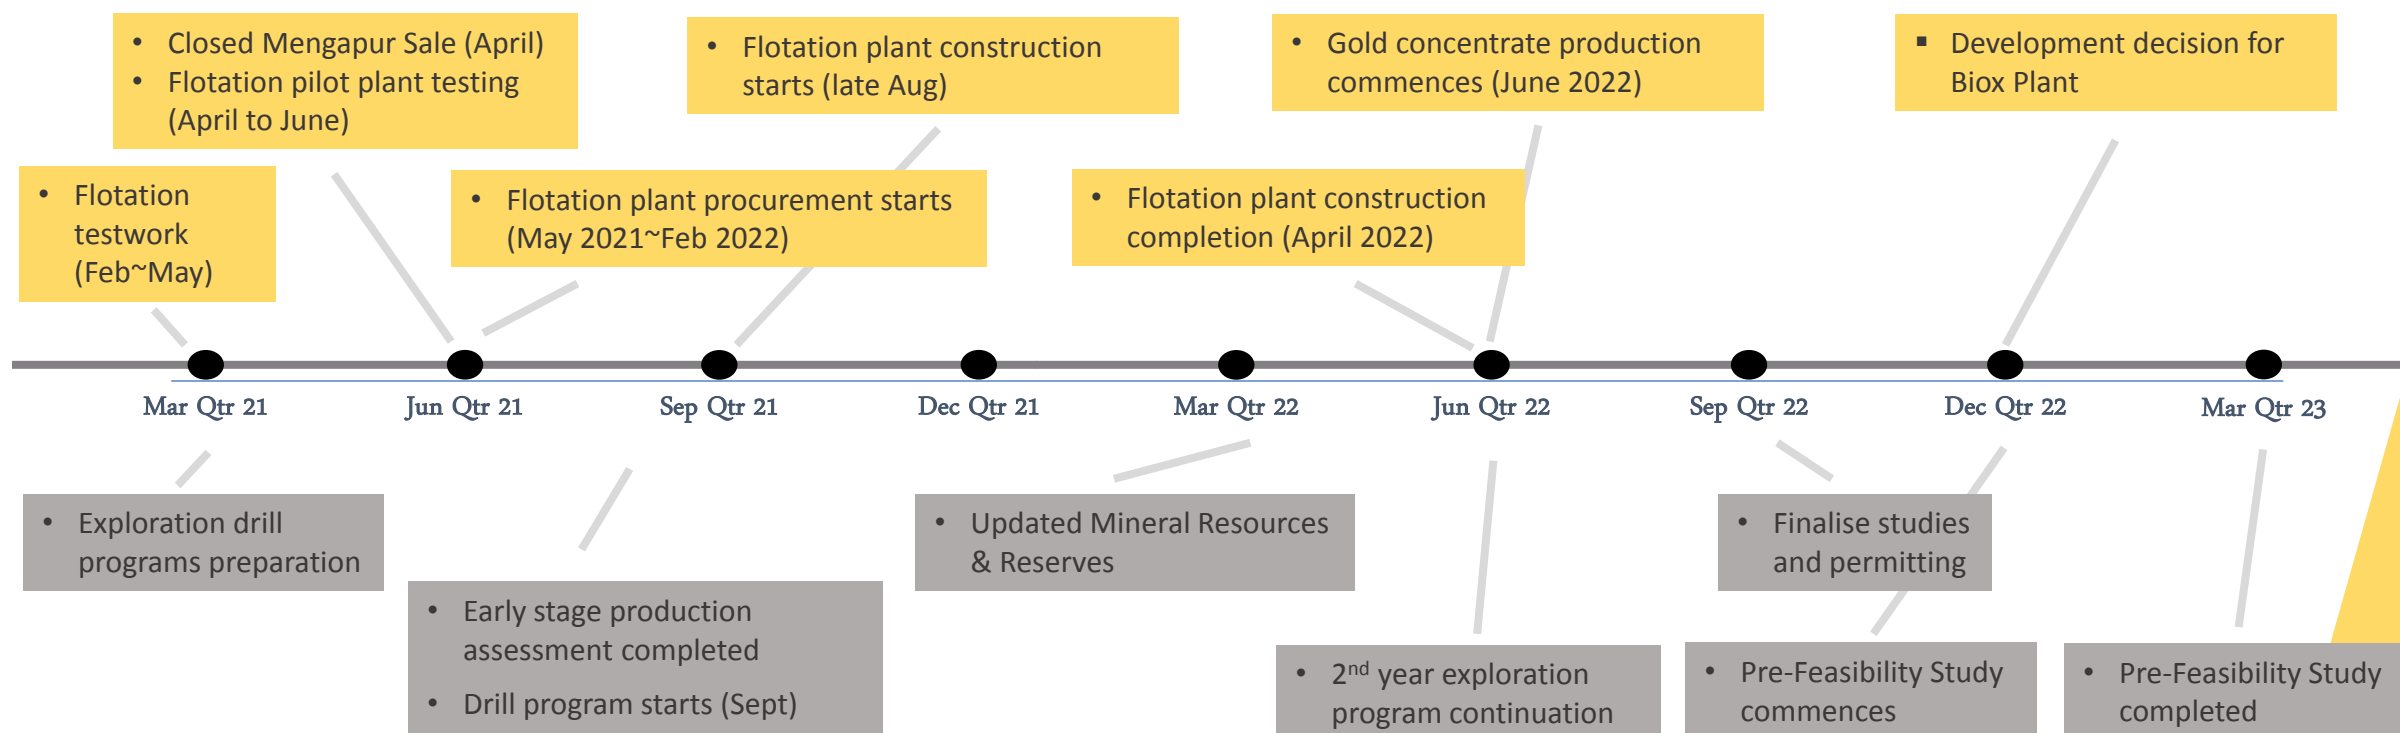 • Closed Mengapur Sale (April)
• Flotation pilot plant testing
(April to June)
• Flotation plant construction
starts (late Aug)
• Gold concentrate production
commences (June 2022)
▪ Development decision for
Biox Plant
• Flotation
testwork
(Feb~May)
• Flotation plant procurement starts
(May 2021~Feb 2022)
• Flotation plant construction
completion (April 2022)
Mar Qtr 21
Jun Qtr 21
Sep Qtr 21
Dec Qtr 21
Mar Qtr 22
Jun Qtr 22
Sep Qtr 22
Dec Qtr 22
Mar Qtr 23
• Exploration drill
programs preparation
• Early stage production
assessment completed
• Drill program starts (Sept)
• Updated Mineral Resources
& Reserves
• 2nd year exploration
program continuation
• Finalise studies
and permitting
• Pre-Feasibility Study
commences
• Pre-Feasibility Study
completed